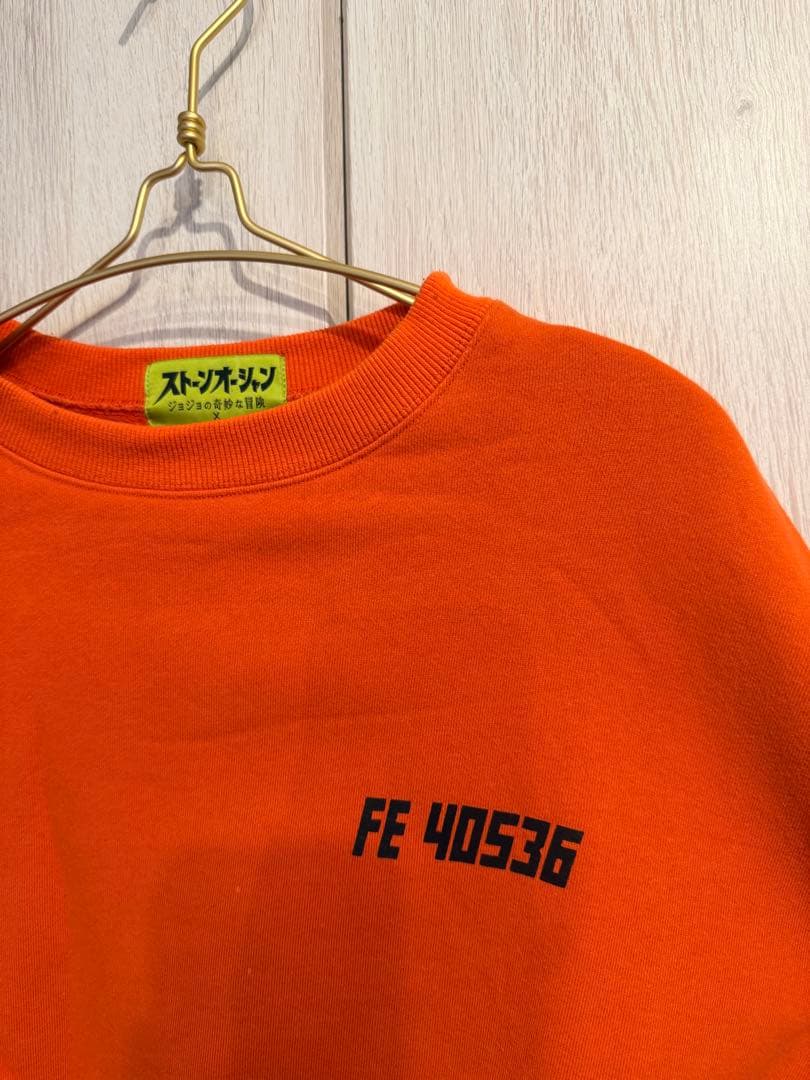 ストーンオーシャン
ジョジョの奇妙な冒険
×
FE 40536